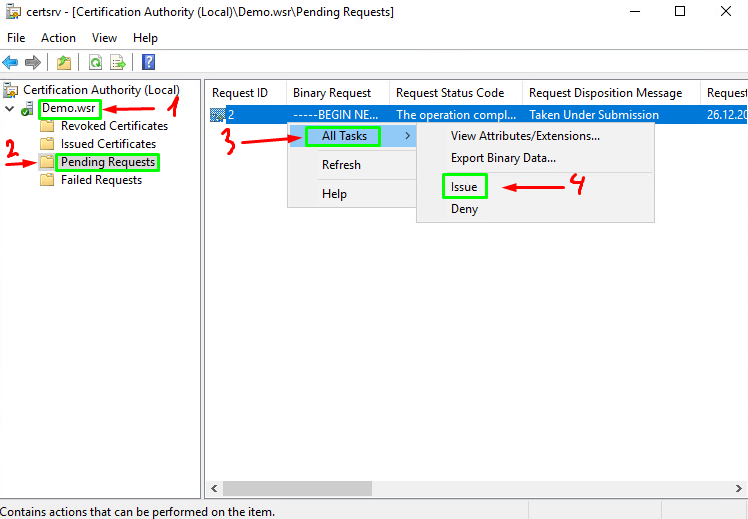 certsrv - [Certification Authority (Local)\Demo.wsr\Pending Requests]
File Action View Help
Certification Authority (Local)
Demo.wsr
1
Revoked Certificates
Issued Certificates
2
Pending Requests
Failed Requests
Request ID Binary Request Request Status Code Request Disposition Message Request
2 -----BEGIN NE... The operation compl... Taken Under Submission 26.12.20
3
All Tasks
Refresh
Help
View Attributes/Extensions...
Export Binary Data...
Issue
4
Deny
Contains actions that can be performed on the item.